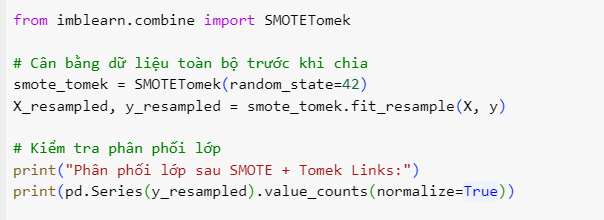 from imblearn.combine import SMOTETomek
# Cân bằng dữ liệu toàn bộ trước khi chia
smote_tomek = SMOTETomek(random_state=42)
X_resampled, y_resampled = smote_tomek.fit_resample(X, y)
# Kiểm tra phân phối lớp
print("Phân phối lớp sau SMOTE + Tomek Links:")
print(pd.Series(y_resampled).value_counts(normalize=True))